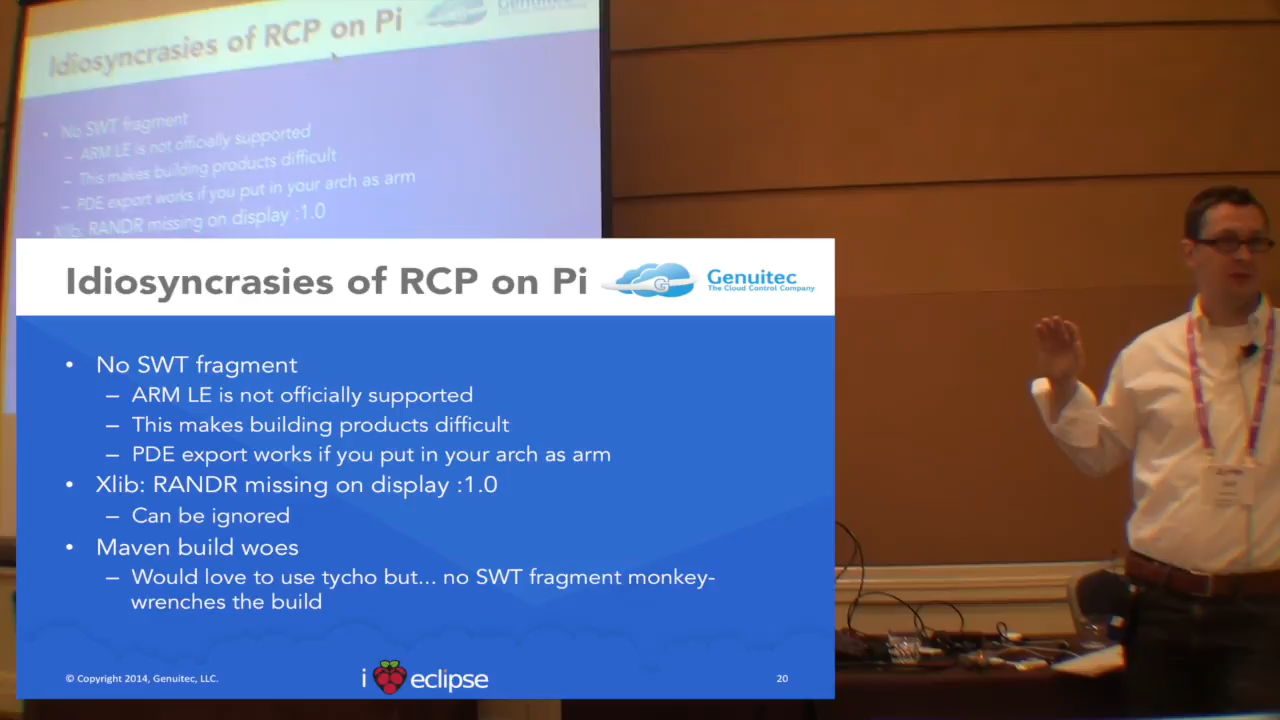 Idiosyncrasies of RCP on Pi
Genuitec
No SWT fragment
– ARM LE is not officially supported
– This makes building products difficult
– PDE export works if you put in your arch as arm
Xlib: RANDR missing on display :1.0
Idiosyncrasies of RCP on Pi
Genuitec
The Cloud Control Company
• No SWT fragment
– ARM LE is not officially supported
– This makes building products difficult
– PDE export works if you put in your arch as arm
• Xlib: RANDR missing on display :1.0
– Can be ignored
• Maven build woes
– Would love to use tycho but... no SWT fragment monkey-
wrenches the build
© Copyright 2014, Genuitec, LLC.
i eclipse
20